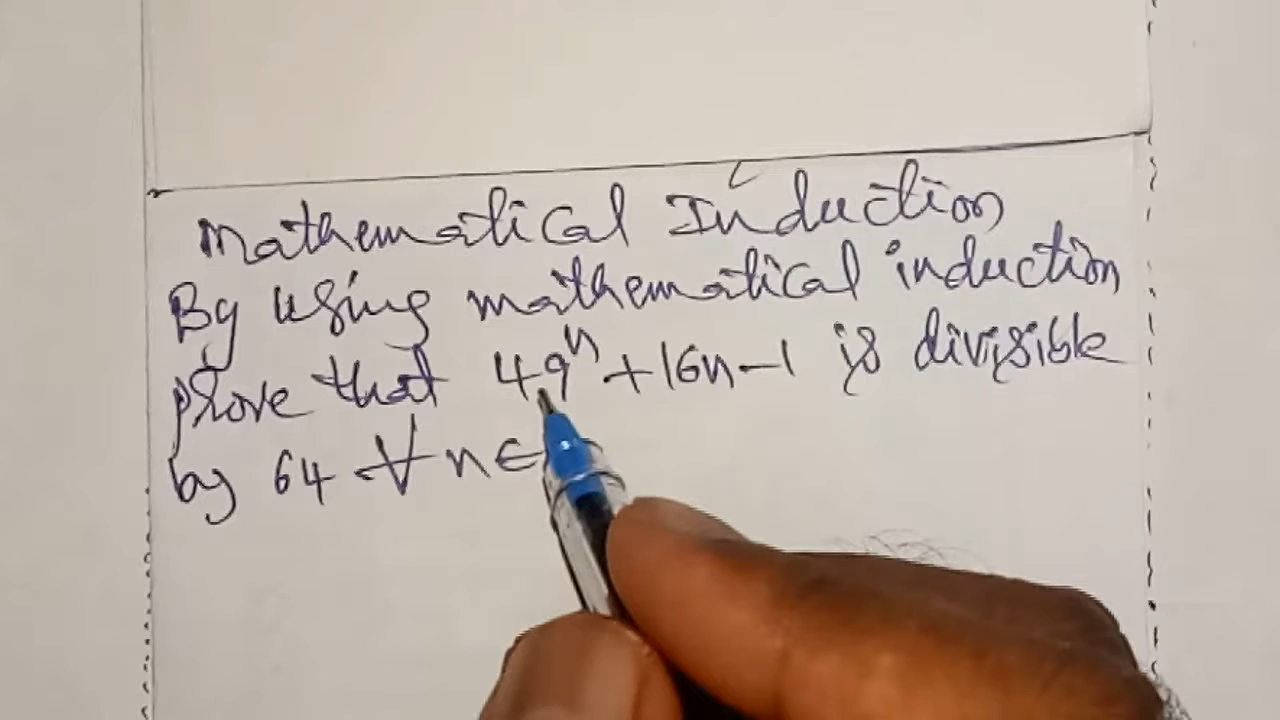 Mathematical Induction
By using mathematical induction
prove that 49ⁿ+16n-1 is divisible
by 64 ∀ n ∈